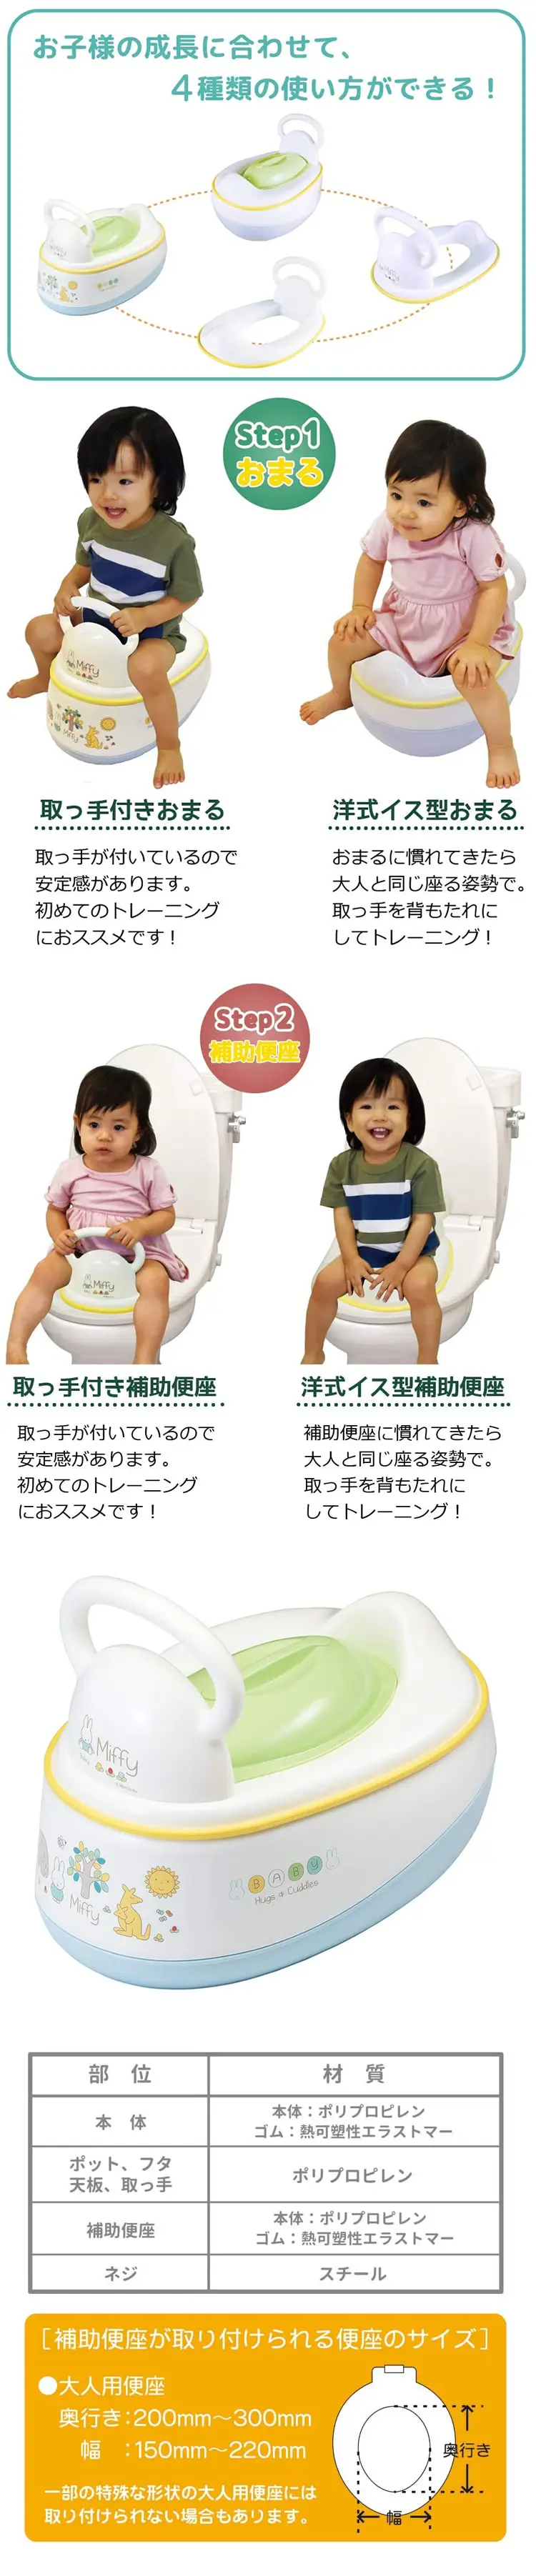 お子様の成長に合わせて、
4種類の使い方ができる！
Step1
おまる
Miffy
Miffy
取っ手付きおまる
洋式イス型おまる
取っ手が付いているので
安定感があります。
初めてのトレーニング
におススメです！
おまるに慣れてきたら
大人と同じ座る姿勢で。
取っ手を背もたれに
してトレーニング！
Step2
補助便座
Miffy
取っ手付き補助便座
洋式イス型補助便座
取っ手が付いているので
安定感があります。
初めてのトレーニング
におススメです！
補助便座に慣れてきたら
大人と同じ座る姿勢で。
取っ手を背もたれに
してトレーニング！
Miffy
BABY
Hugs & Cuddles
Miffy
部 位
材 質
本 体
本体：ポリプロピレン
ゴム：熱可塑性エラストマー
ポット、フタ
天板、取っ手
ポリプロピレン
補助便座
本体：ポリプロピレン
ゴム：熱可塑性エラストマー
ネジ
スチール
［補助便座が取り付けられる便座のサイズ］
●大人用便座
奥行き：200mm〜300mm
幅 ：150mm〜220mm
一部の特殊な形状の大人用便座には
取り付けられない場合もあります。
奥行き
幅